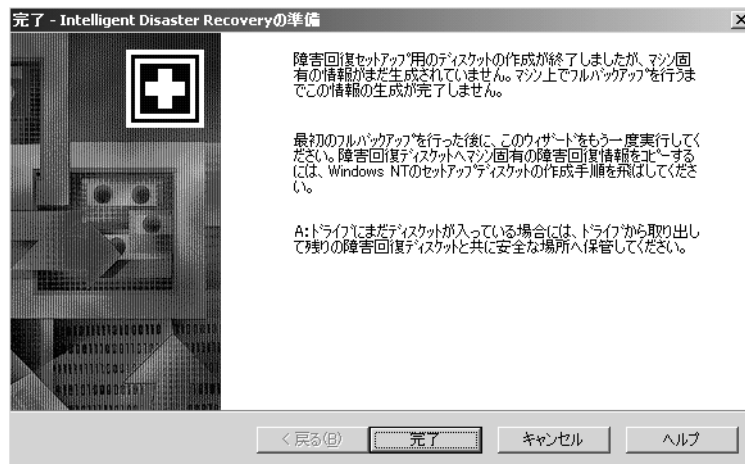 完了 - Intelligent Disaster Recoveryの準備
障害回復セットアップ用のディスケットの作成が終了しましたが、マシン固
有の情報がまだ生成されていません。マシン上でフルバックアップを行うま
でこの情報の生成が完了しません。
最初のフルバックアップを行った後に、このウィザードをもう一度実行してく
ださい。障害回復ディスケットへマシン固有の障害回復情報をコピーする
には、Windows NTのセットアップディスケットの作成手順を飛ばしてくださ
い。
A:ドライブにまだディスケットが入っている場合には、ドライブから取り出し
て残りの障害回復ディスケットと共に安全な場所へ保管してください。
< 戻る(B) 完了 キャンセル ヘルプ